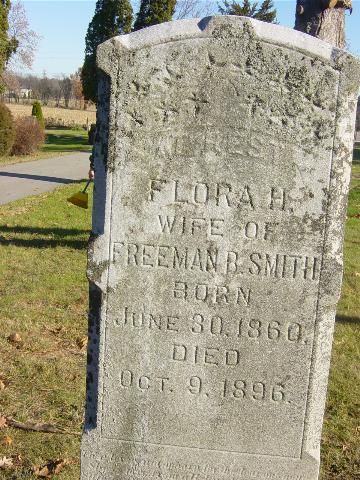 AT REST
FLORA H.
WIFE OF
FREEMAN B. SMITH
BORN
JUNE 30, 1860.
DIED
OCT. 9, 1896.